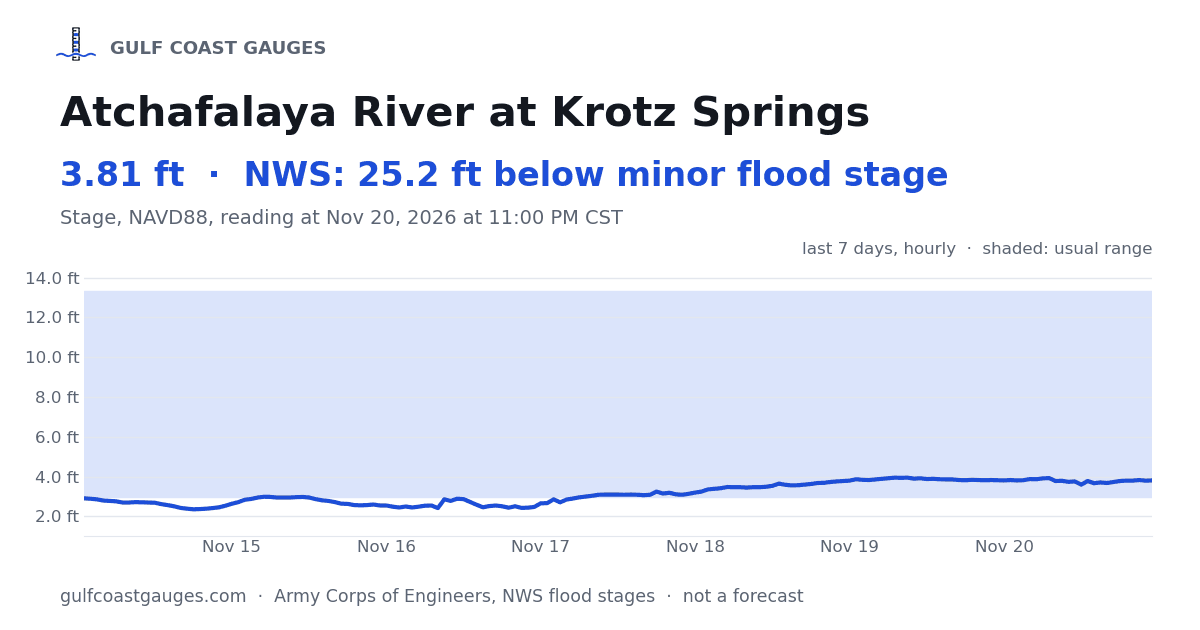 GULF COAST GAUGES
Atchafalaya River at Krotz Springs
3.81 ft · NWS: 25.2 ft below minor flood stage
Stage, NAVD88, reading at Nov 20, 2026 at 11:00 PM CST
last 7 days, hourly · shaded: usual range
14.0 ft
12.0 ft
10.0 ft
8.0 ft
6.0 ft
4.0 ft
2.0 ft
Nov 15 Nov 16 Nov 17 Nov 18 Nov 19 Nov 20
gulfcoastgauges.com · Army Corps of Engineers, NWS flood stages · not a forecast